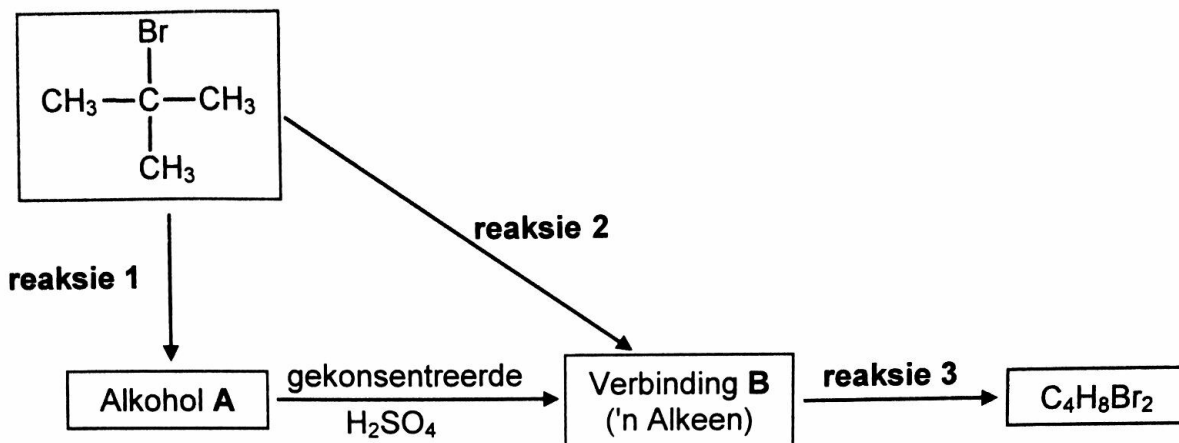 Br
CH₃—C—CH₃
CH₃
reaksie 2
reaksie 1
Alkohol A
gekonsentreerde
H₂SO₄
Verbinding B
('n Alkeen)
reaksie 3
C₄H₈Br₂